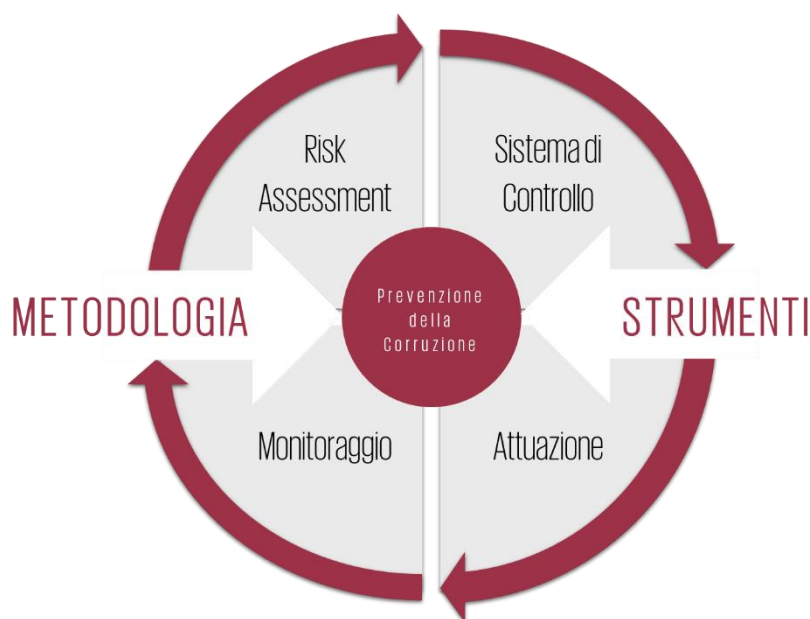 Risk
Assessment
Sistema di
Controllo
METODOLOGIA
Prevenzione
della
Corruzione
STRUMENTI
Monitoraggio
Attuazione